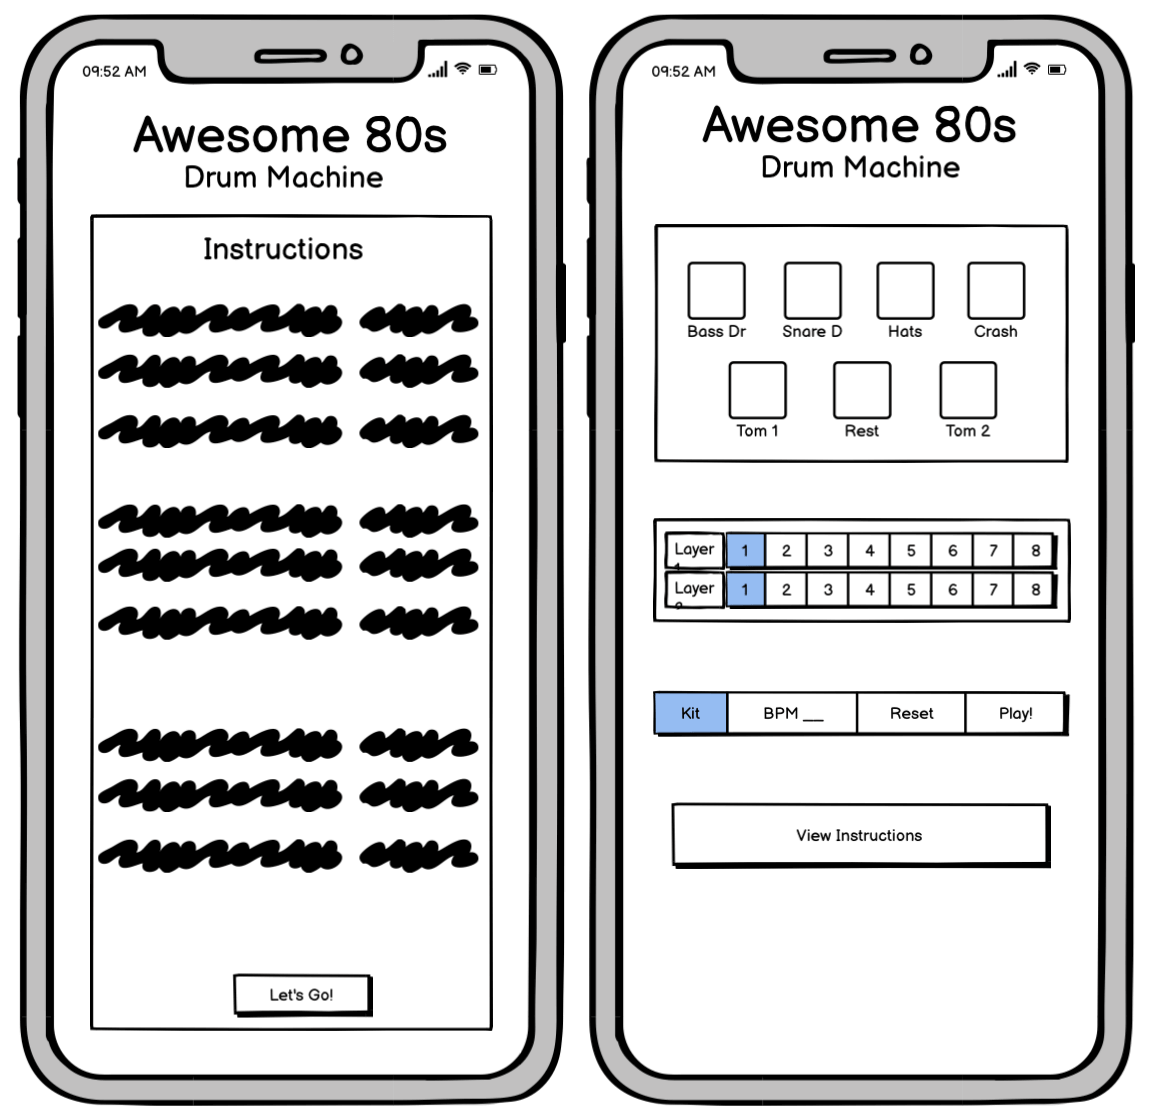 09:52 AM
Awesome 80s
Drum Machine
Instructions
Let's Go!
09:52 AM
Awesome 80s
Drum Machine
Bass Dr Snare D Hats Crash
Tom 1 Rest Tom 2
Layer 1 2 3 4 5 6 7 8
Layer 1 2 3 4 5 6 7 8
Kit BPM __ Reset Play!
View Instructions